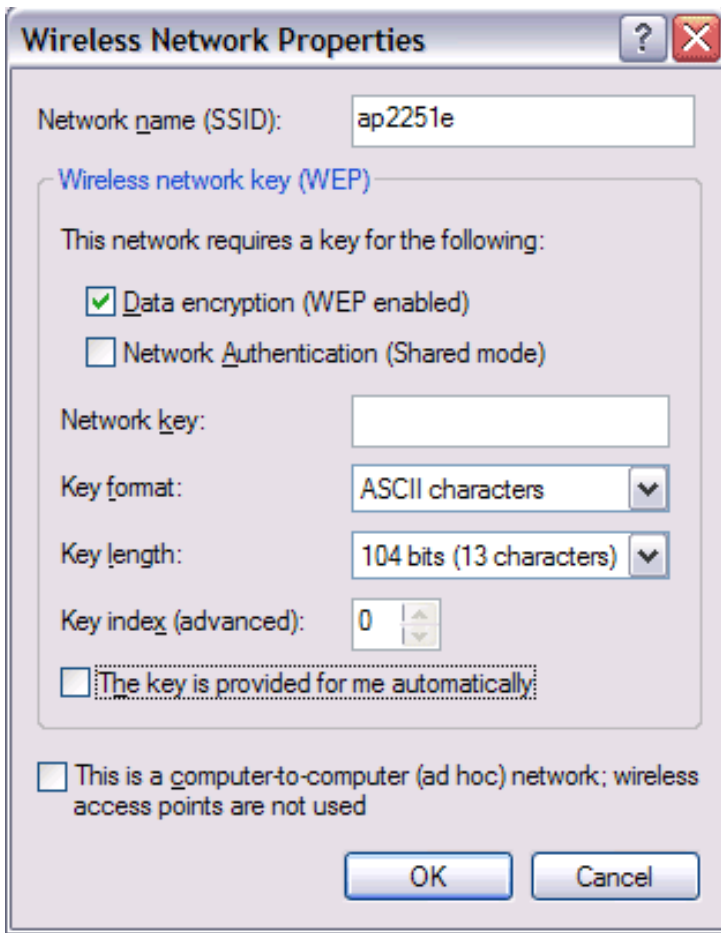 Wireless Network Properties
?
Network name (SSID): ap2251e
Wireless network key (WEP)
This network requires a key for the following:
Data encryption (WEP enabled)
Network Authentication (Shared mode)
Network key:
Key format: ASCII characters
Key length: 104 bits (13 characters)
Key index (advanced): 0
The key is provided for me automatically
This is a computer-to-computer (ad hoc) network; wireless
access points are not used
OK Cancel